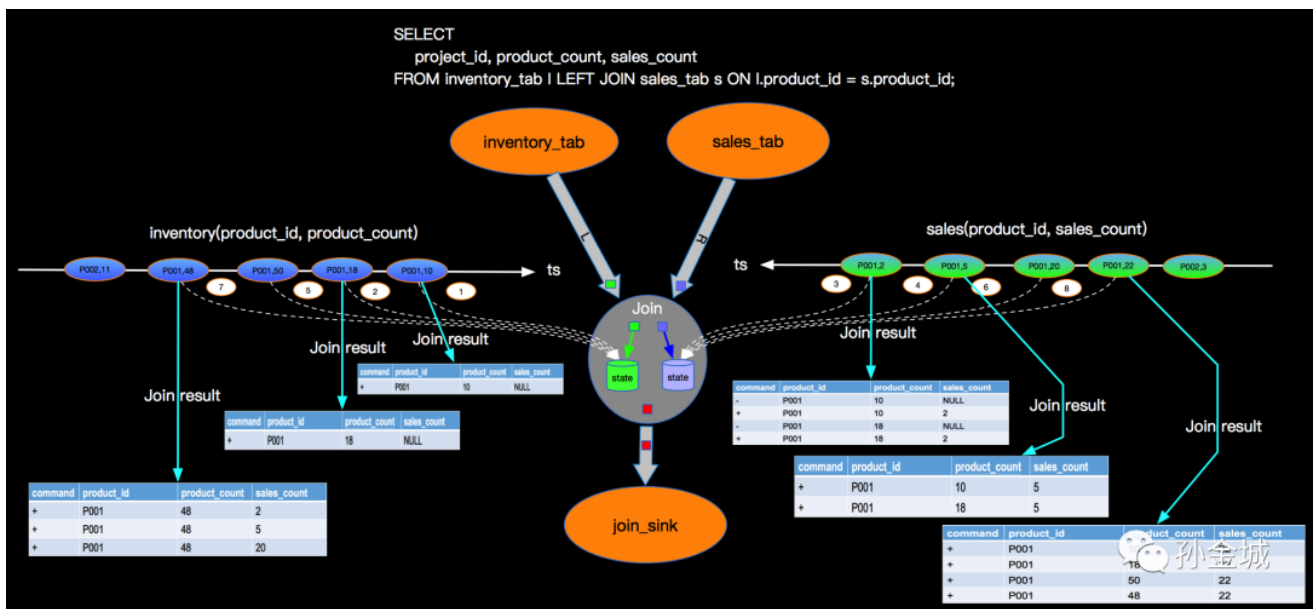 SELECT
project_id, product_count, sales_count
FROM inventory_tab l LEFT JOIN sales_tab s ON l.product_id = s.product_id;
inventory_tab
sales_tab
L
R
inventory(product_id, product_count)
P002,11
P001,48
P001,50
P001,18
P001,10
ts
7
5
2
1
sales(product_id, sales_count)
ts
P001,2
P001,5
P001,20
P001,22
P002,3
3
4
6
8
Join
state
state
join_sink
Join result
command product_id product_count sales_count
+ P001 10 NULL
Join result
command product_id product_count sales_count
+ P001 18 NULL
Join result
command product_id product_count sales_count
+ P001 48 2
+ P001 48 5
+ P001 48 20
Join result
command product_id product_count sales_count
- P001 10 NULL
+ P001 10 2
- P001 18 NULL
+ P001 18 2
Join result
command product_id product_count sales_count
+ P001 10 5
+ P001 18 5
Join result
command product_id product_count sales_count
+ P001
+ P001 18
+ P001 50 22
+ P001 48 22
孙金城